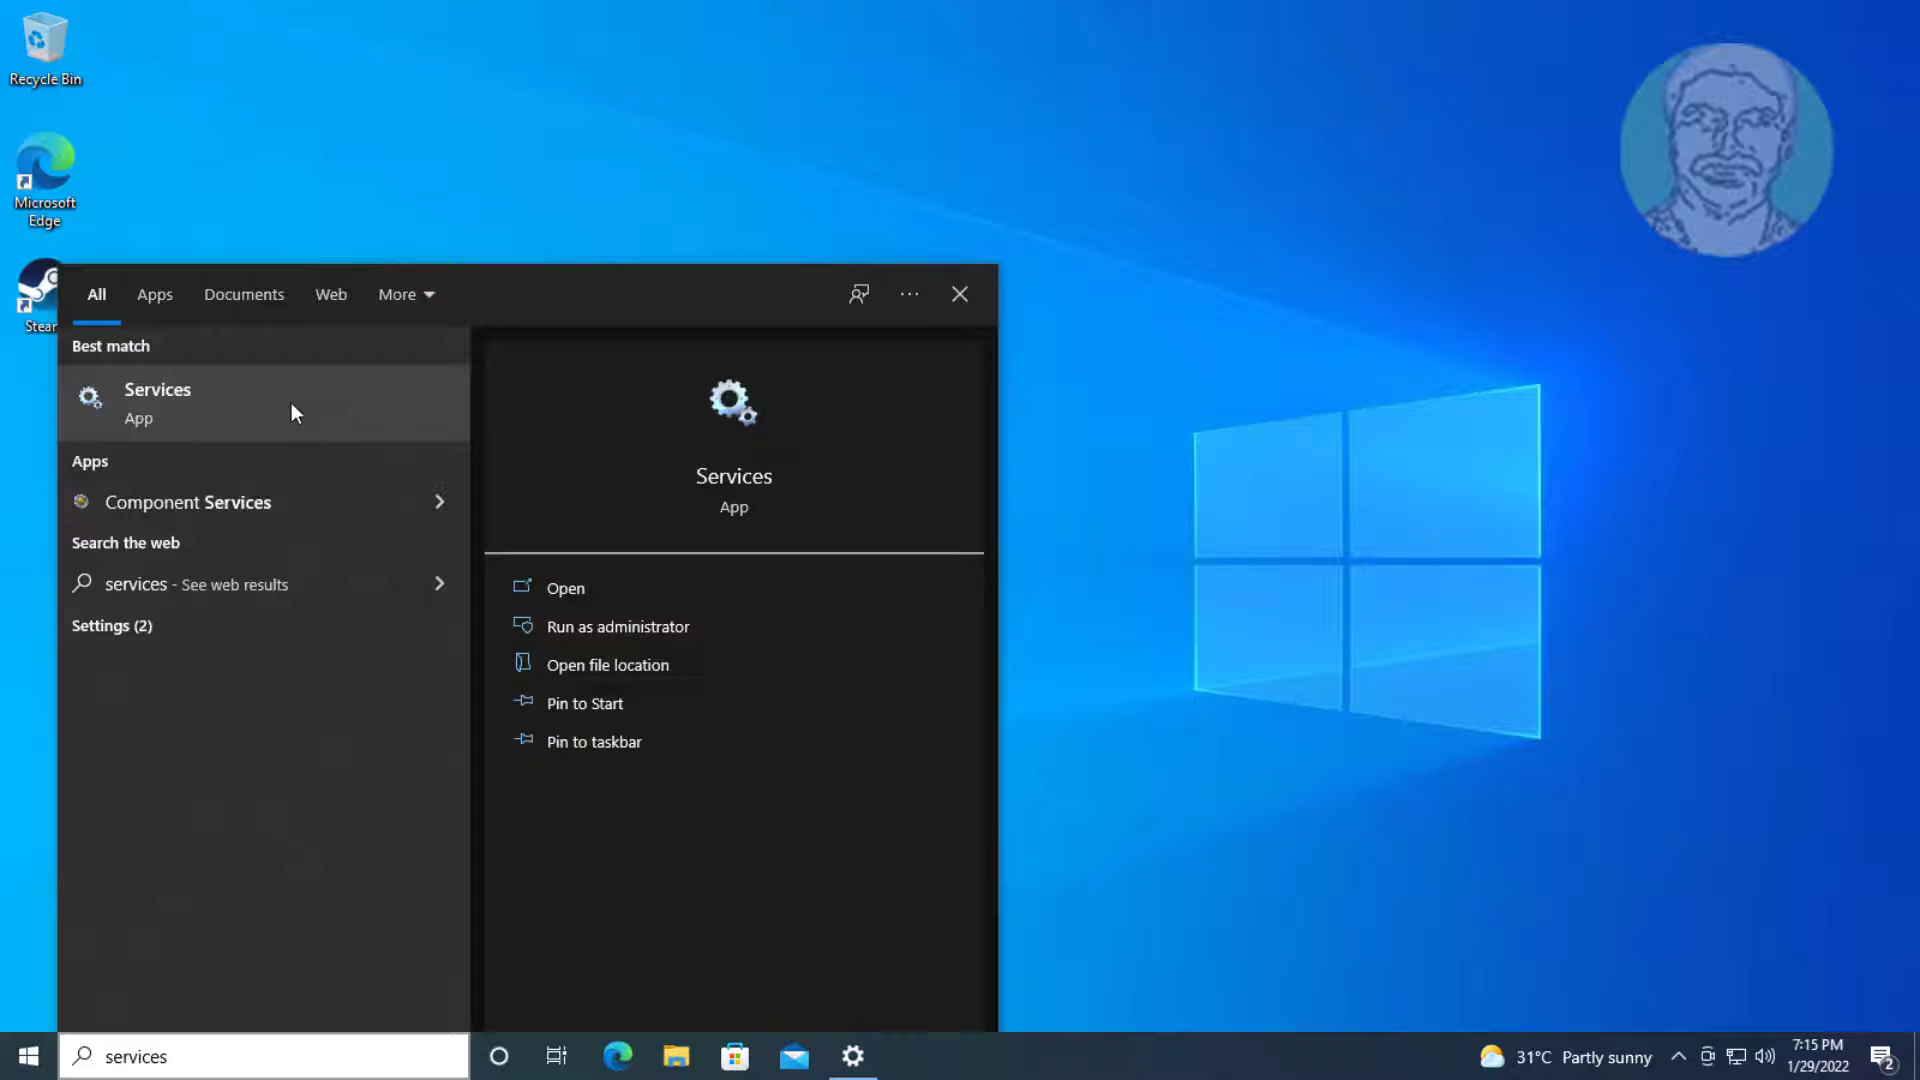 Recycle Bin
Microsoft
Edge
Stear
All Apps Documents Web More
Best match
Services
App
Apps
Component Services
Search the web
services - See web results
Settings (2)
Services
App
Open
Run as administrator
Open file location
Pin to Start
Pin to taskbar
services
31°C Partly sunny
7:15 PM
1/29/2022
2